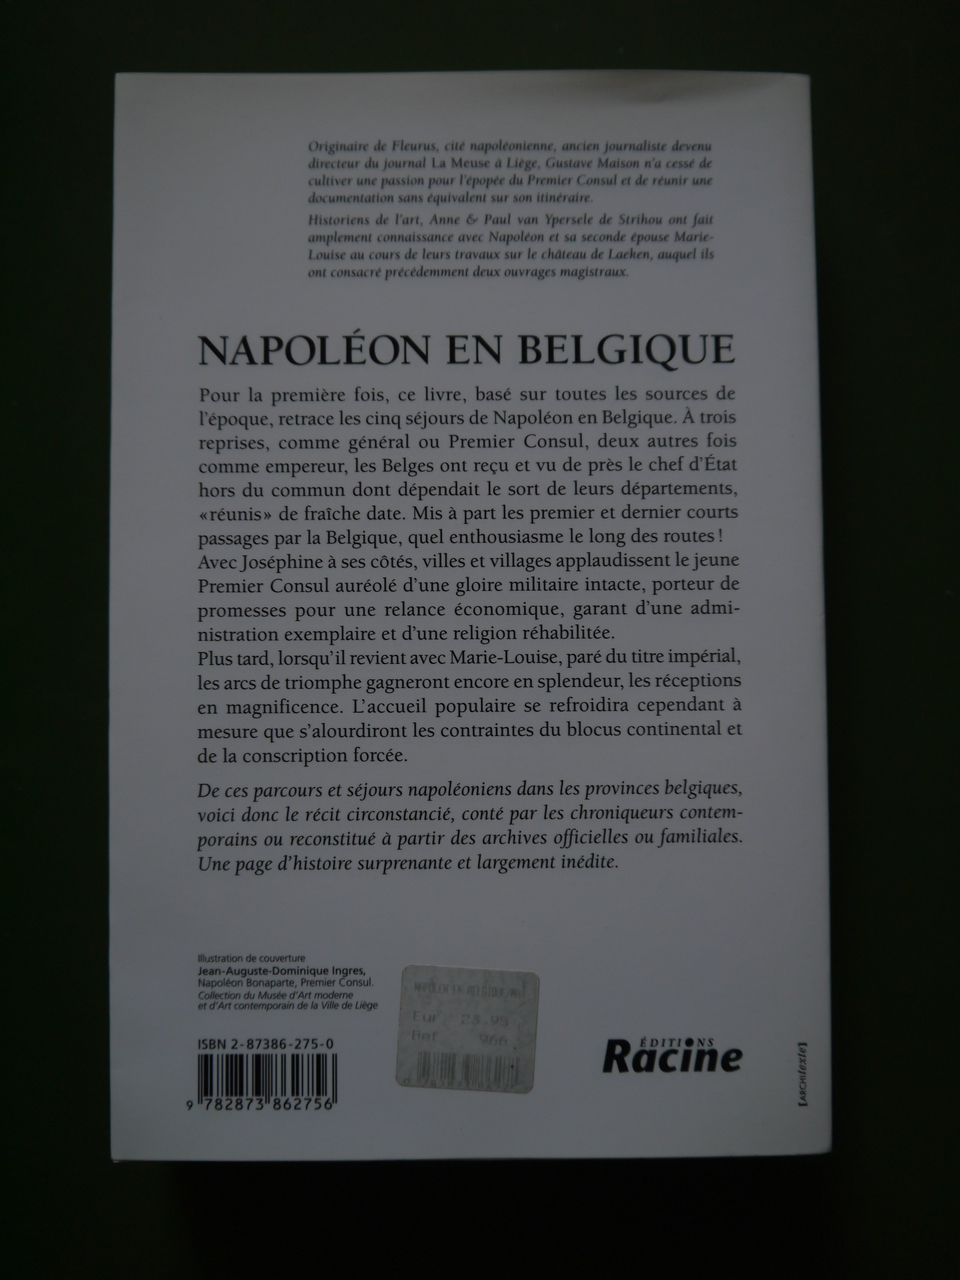 Originaire de Fleurus, cité napoléonienne, ancien journaliste devenu
directeur du journal La Meuse à Liège, Gustave Maison n'a cessé de
cultiver une passion pour l'épopée du Premier Consul et de réunir une
documentation sans équivalent sur son itinéraire.
Historiens de l'art, Anne & Paul van Ypersele de Strihou ont fait
amplement connaissance avec Napoléon et sa seconde épouse Marie-
Louise au cours de leurs travaux sur le château de Laeken, auquel ils
ont consacré précédemment deux ouvrages magistraux.
NAPOLÉON EN BELGIQUE
Pour la première fois, ce livre, basé sur toutes les sources de
l'époque, retrace les cinq séjours de Napoléon en Belgique. À trois
reprises, comme général ou Premier Consul, deux autres fois
comme empereur, les Belges ont reçu et vu de près le chef d'État
hors du commun dont dépendait le sort de leurs départements,
«réunis» de fraîche date. Mis à part les premier et dernier courts
passages par la Belgique, quel enthousiasme le long des routes !
Avec Joséphine à ses côtés, villes et villages applaudissent le jeune
Premier Consul auréolé d'une gloire militaire intacte, porteur de
promesses pour une relance économique, garant d'une admi-
nistration exemplaire et d'une religion réhabilitée.
Plus tard, lorsqu'il revient avec Marie-Louise, paré du titre impérial,
les arcs de triomphe gagneront encore en splendeur, les réceptions
en magnificence. L'accueil populaire se refroidira cependant à
mesure que s'alourdiront les contraintes du blocus continental et
de la conscription forcée.
De ces parcours et séjours napoléoniens dans les provinces belgiques,
voici donc le récit circonstancié, conté par les chroniqueurs contem-
porains ou reconstitué à partir des archives officielles ou familiales.
Une page d'histoire surprenante et largement inédite.
Illustration de couverture
Jean-Auguste-Dominique Ingres,
Napoléon Bonaparte, Premier Consul.
Collection du Musée d'Art moderne
et d'Art contemporain de la Ville de Liège
ISBN 2-87386-275-0
9 782873 862756
EN BELGIQUE
Eur 23.95
Ref 966
ÉDITIONS
Racine
[ARCHItexte]